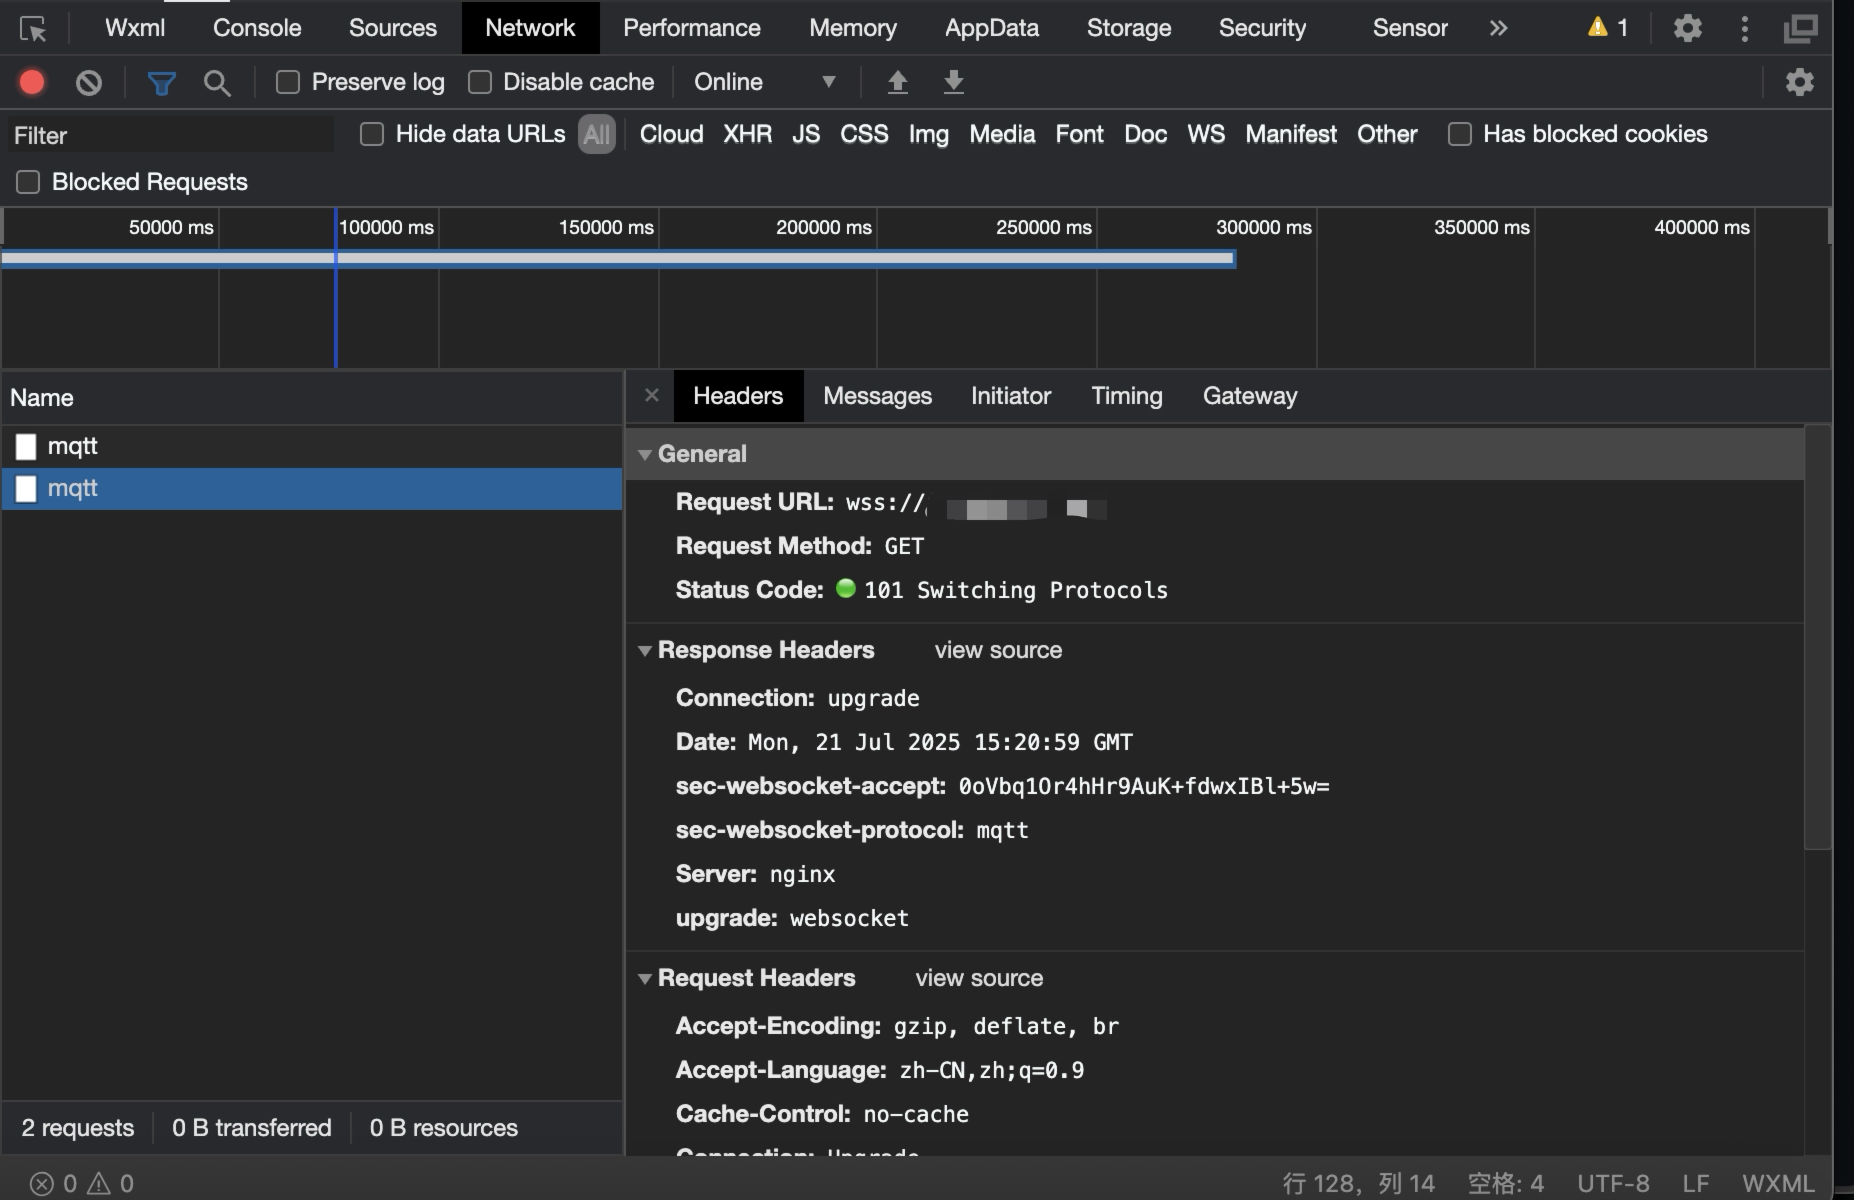 Wxml Console Sources Network Performance Memory AppData Storage Security Sensor » 1
Preserve log Disable cache Online
Filter Hide data URLs All Cloud XHR JS CSS Img Media Font Doc WS Manifest Other Has blocked cookies
Blocked Requests
50000 ms 100000 ms 150000 ms 200000 ms 250000 ms 300000 ms 350000 ms 400000 ms
Name
mqtt
mqtt
× Headers Messages Initiator Timing Gateway
General
Request URL: wss://
Request Method: GET
Status Code: 101 Switching Protocols
Response Headers view source
Connection: upgrade
Date: Mon, 21 Jul 2025 15:20:59 GMT
sec-websocket-accept: 0oVbq1Or4hHr9AuK+fdwxIBl+5w=
sec-websocket-protocol: mqtt
Server: nginx
upgrade: websocket
Request Headers view source
Accept-Encoding: gzip, deflate, br
Accept-Language: zh-CN,zh;q=0.9
Cache-Control: no-cache
Connection: Upgrade
2 requests 0 B transferred 0 B resources
0 0 行 128，列 14 空格: 4 UTF-8 LF WXML